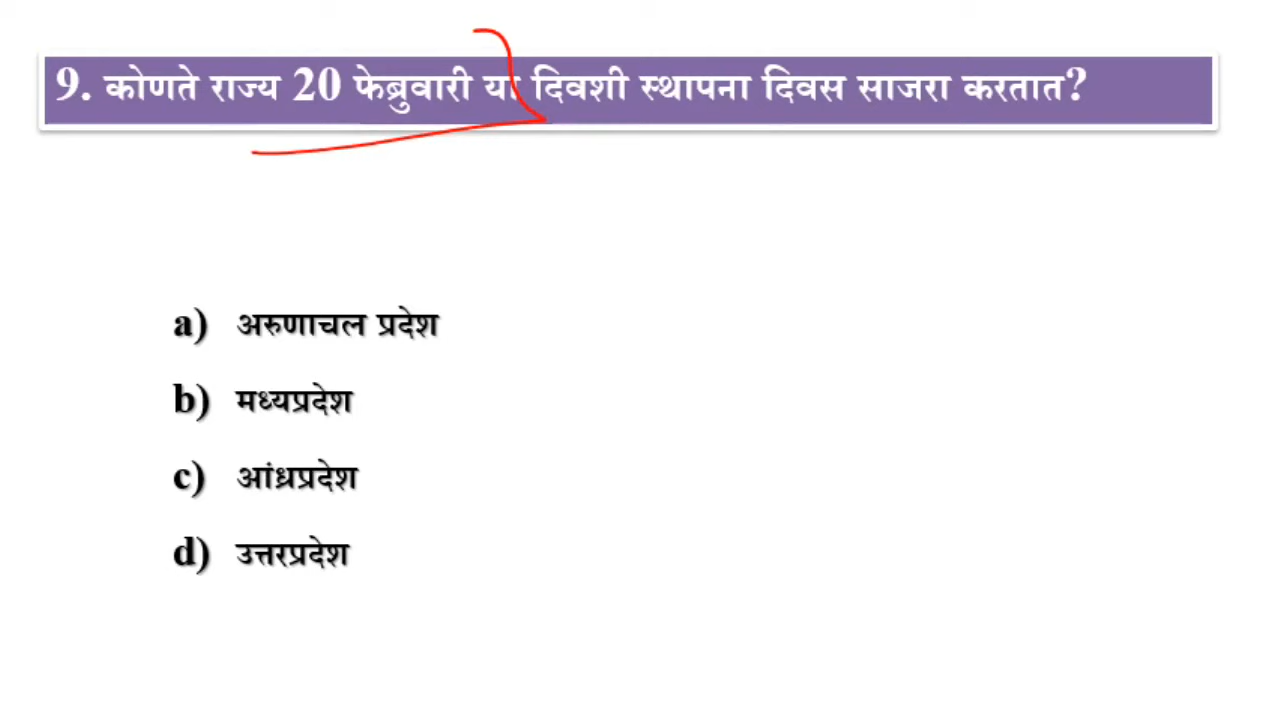 9. कोणते राज्य 20 फेब्रुवारी या दिवशी स्थापना दिवस साजरा करतात?
a) अरुणाचल प्रदेश
b) मध्यप्रदेश
c) आंध्रप्रदेश
d) उत्तरप्रदेश